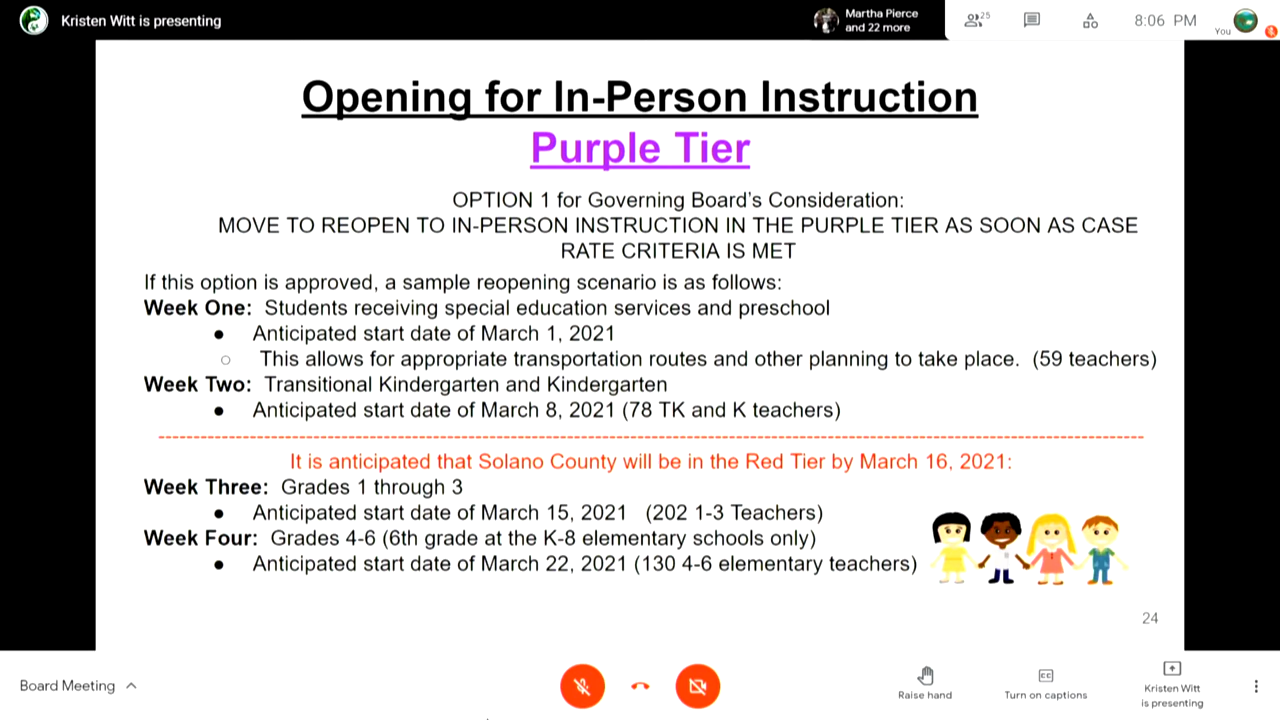 Kristen Witt is presenting
Martha Pierce
and 22 more
25
8:06 PM
You
Opening for In-Person Instruction
Purple Tier
OPTION 1 for Governing Board's Consideration:
MOVE TO REOPEN TO IN-PERSON INSTRUCTION IN THE PURPLE TIER AS SOON AS CASE
RATE CRITERIA IS MET
If this option is approved, a sample reopening scenario is as follows:
Week One: Students receiving special education services and preschool
● Anticipated start date of March 1, 2021
○ This allows for appropriate transportation routes and other planning to take place. (59 teachers)
Week Two: Transitional Kindergarten and Kindergarten
● Anticipated start date of March 8, 2021 (78 TK and K teachers)
It is anticipated that Solano County will be in the Red Tier by March 16, 2021:
Week Three: Grades 1 through 3
● Anticipated start date of March 15, 2021 (202 1-3 Teachers)
Week Four: Grades 4-6 (6th grade at the K-8 elementary schools only)
● Anticipated start date of March 22, 2021 (130 4-6 elementary teachers)
24
Board Meeting
Raise hand
CC
Turn on captions
Kristen Witt
is presenting